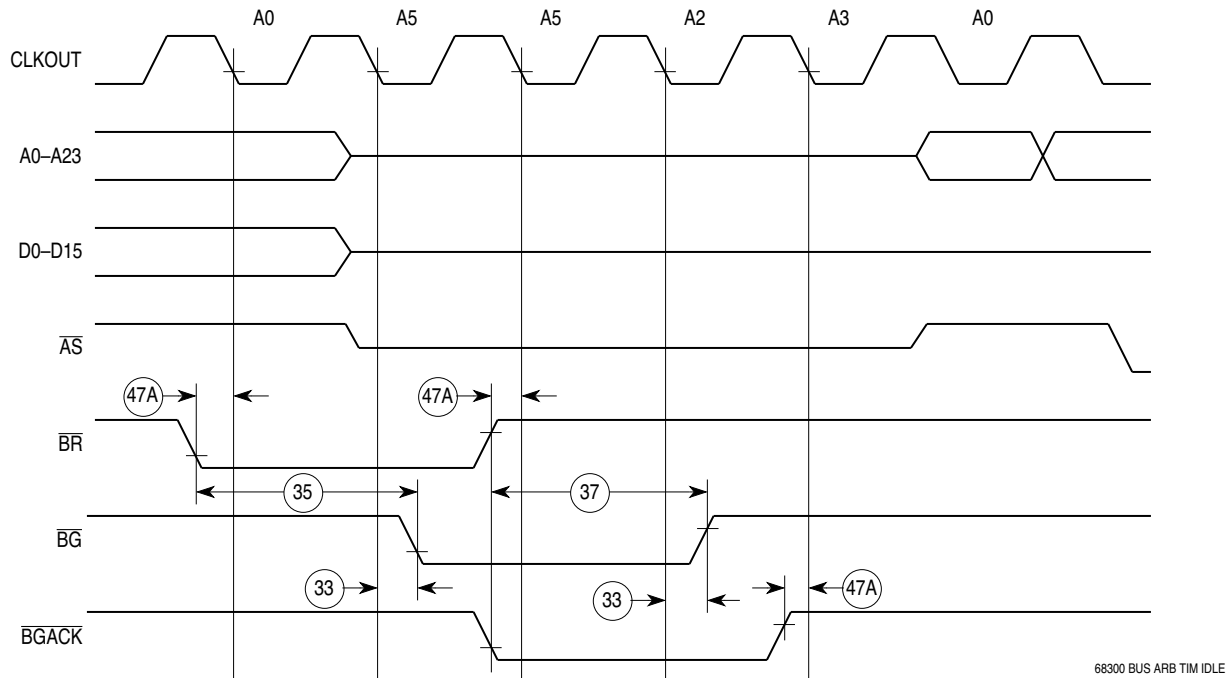 A0 A5 A5 A2 A3 A0
CLKOUT
A0–A23
D0–D15
AS
47A 47A
BR
35 37
BG
33 33 47A
BGACK
68300 BUS ARB TIM IDLE